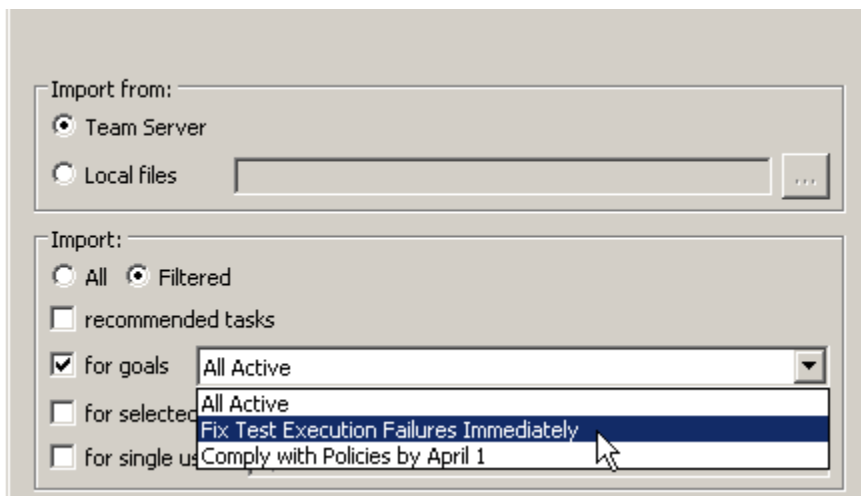 Import from:
Team Server
Local files
...
Import:
All Filtered
recommended tasks
for goals All Active
All Active
for selected
Fix Test Execution Failures Immediately
for single us
Comply with Policies by April 1